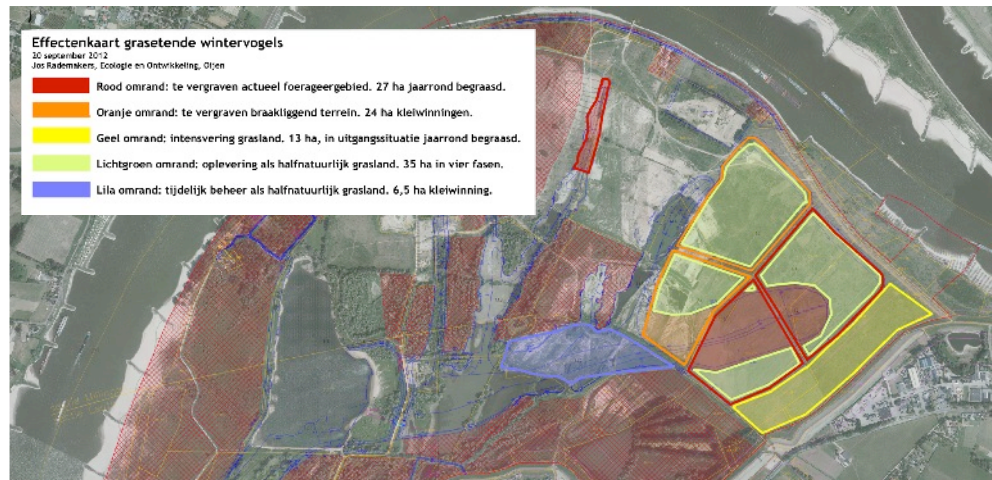 Effectenkaart grasetende wintervogels
20 september 2012
Jos Rademakers, Ecologie en Ontwikkeling, Oijen
Rood omrand: te vergraven actueel foerageergebied. 27 ha jaarrond begraasd.
Oranje omrand: te vergraven braakliggend terrein. 24 ha kleiwinningen.
Geel omrand: intensvering grasland. 13 ha, in uitgangssituatie jaarrond begraasd.
Lichtgroen omrand: oplevering als halfnatuurlijk grasland. 35 ha in vier fasen.
Lila omrand: tijdelijk beheer als halfnatuurlijk grasland. 6,5 ha kleiwinning.